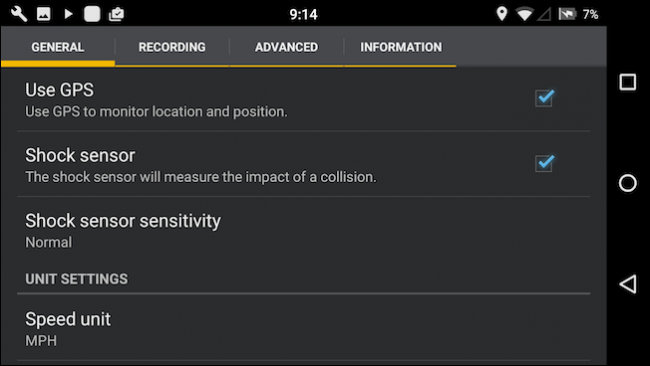 9:14
7%
GENERAL
RECORDING
ADVANCED
INFORMATION
Use GPS
Use GPS to monitor location and position.
Shock sensor
The shock sensor will measure the impact of a collision.
Shock sensor sensitivity
Normal
UNIT SETTINGS
Speed unit
MPH